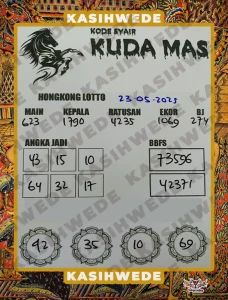 KASIHWEDE
KODE SYAIR
KUDA MAS
HONGKONG LOTTO 23-05-2025
MAIN KEPALA RATUSAN EKOR BJ
623 1790 4235 1069 274
ANGKA JADI BBFS
43 15 10 73596
64 32 17 42371
92 35 10 69
KASIHWEDE